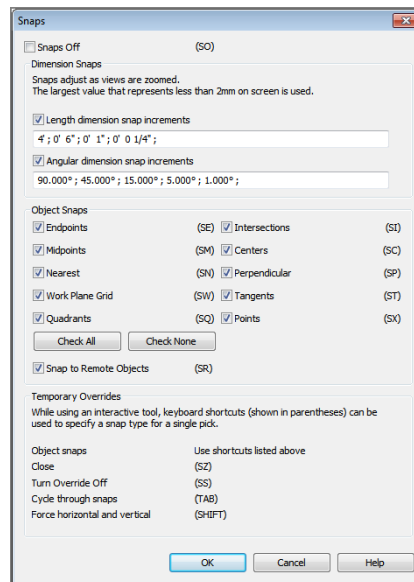 Snaps
Snaps Off (SO)
Dimension Snaps
Snaps adjust as views are zoomed.
The largest value that represents less than 2mm on screen is used.
Length dimension snap increments
4' ; 0' 6" ; 0' 1" ; 0' 0 1/4" ;
Angular dimension snap increments
90.000° ; 45.000° ; 15.000° ; 5.000° ; 1.000° ;
Object Snaps
Endpoints (SE) Intersections (SI)
Midpoints (SM) Centers (SC)
Nearest (SN) Perpendicular (SP)
Work Plane Grid (SW) Tangents (ST)
Quadrants (SQ) Points (SX)
Check All Check None
Snap to Remote Objects (SR)
Temporary Overrides
While using an interactive tool, keyboard shortcuts (shown in parentheses) can be
used to specify a snap type for a single pick.
Object snaps Use shortcuts listed above
Close (SZ)
Turn Override Off (SS)
Cycle through snaps (TAB)
Force horizontal and vertical (SHIFT)
OK Cancel Help